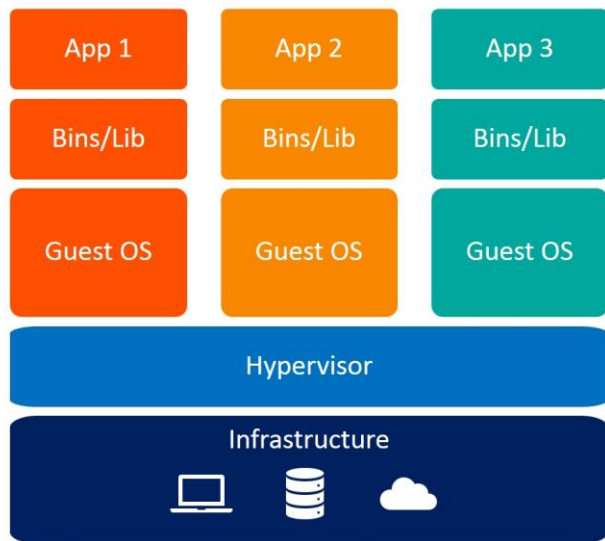 App 1
App 2
App 3
Bins/Lib
Bins/Lib
Bins/Lib
Guest OS
Guest OS
Guest OS
Hypervisor
Infrastructure